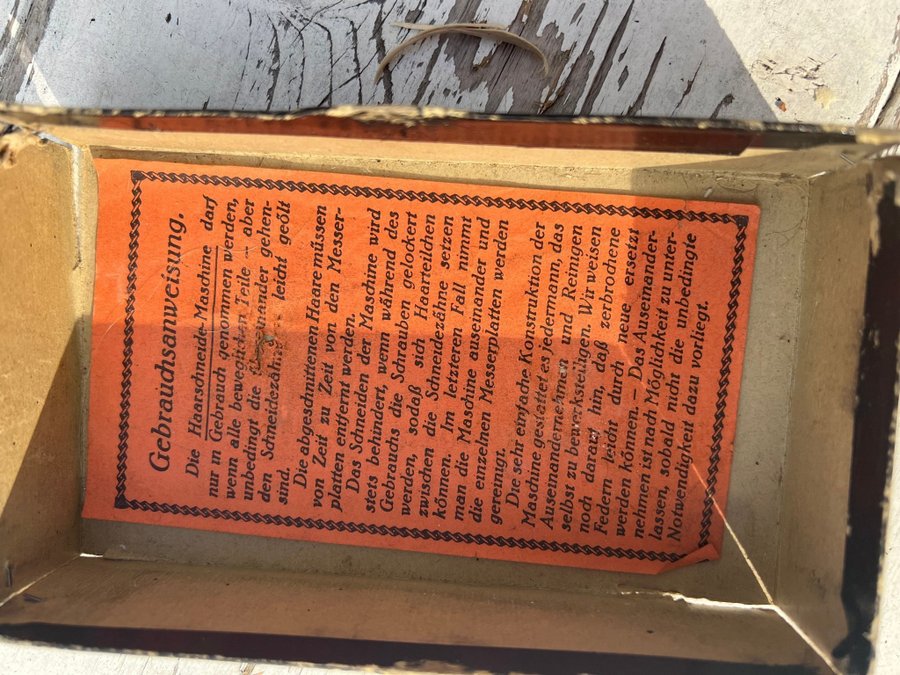 Gebrauchsanweisung.
Die Haarschneide-Maschine darf
nur in Gebrauch genommen werden,
wenn alle beweglichen Teile – aber
unbedingt die übereinander gehen-
den Schneidezähne – leicht geölt
sind.
Die abgeschnittenen Haare müssen
von Zeit zu Zeit von den Messer-
platten entfernt werden.
Das Schneiden der Maschine wird
stets behindert, wenn während des
Gebrauchs die Schrauben gelockert
werden, sodaß sich Haarteilchen
zwischen die Schneidezähne setzen
können. Im letzteren Fall nimmt
man die Maschine auseinander und
die einzelnen Messerplatten werden
gereinigt.
Die sehr einfache Konstruktion der
Maschine gestattet es jedermann, das
Auseinandernehmen und Reinigen
selbst zu bewerkstelligen. Wir weisen
noch darauf hin, daß zerbrochene
Federn leicht durch neue ersetzt
werden können. – Das Auseinander-
nehmen ist nach Möglichkeit zu unter-
lassen, sobald nicht die unbedingte
Notwendigkeit dazu vorliegt.